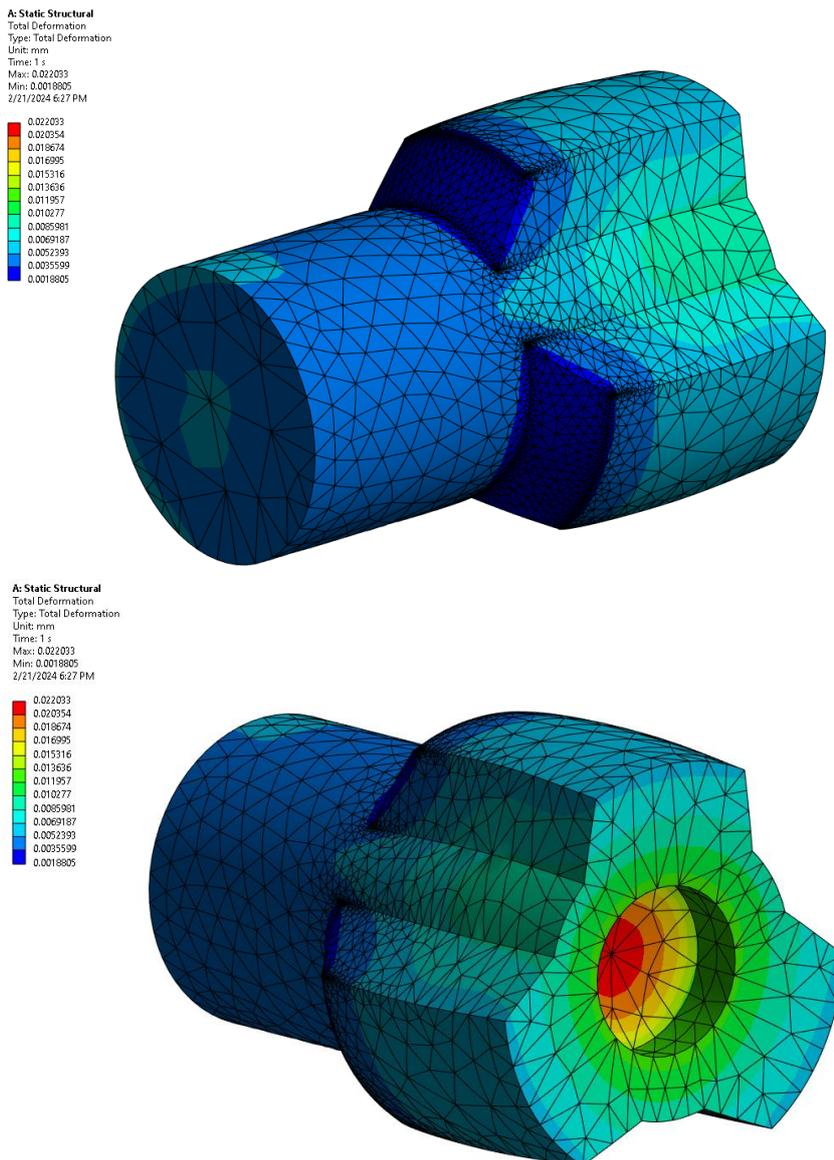 A: Static Structural
Total Deformation
Type: Total Deformation
Unit: mm
Time: 1 s
Max: 0.022033
Min: 0.0018805
2/21/2024 6:27 PM
0.022033
0.020354
0.018674
0.016995
0.015316
0.013636
0.011957
0.010277
0.0085981
0.0069187
0.0052393
0.0035599
0.0018805
A: Static Structural
Total Deformation
Type: Total Deformation
Unit: mm
Time: 1 s
Max: 0.022033
Min: 0.0018805
2/21/2024 6:27 PM
0.022033
0.020354
0.018674
0.016995
0.015316
0.013636
0.011957
0.010277
0.0085981
0.0069187
0.0052393
0.0035599
0.0018805